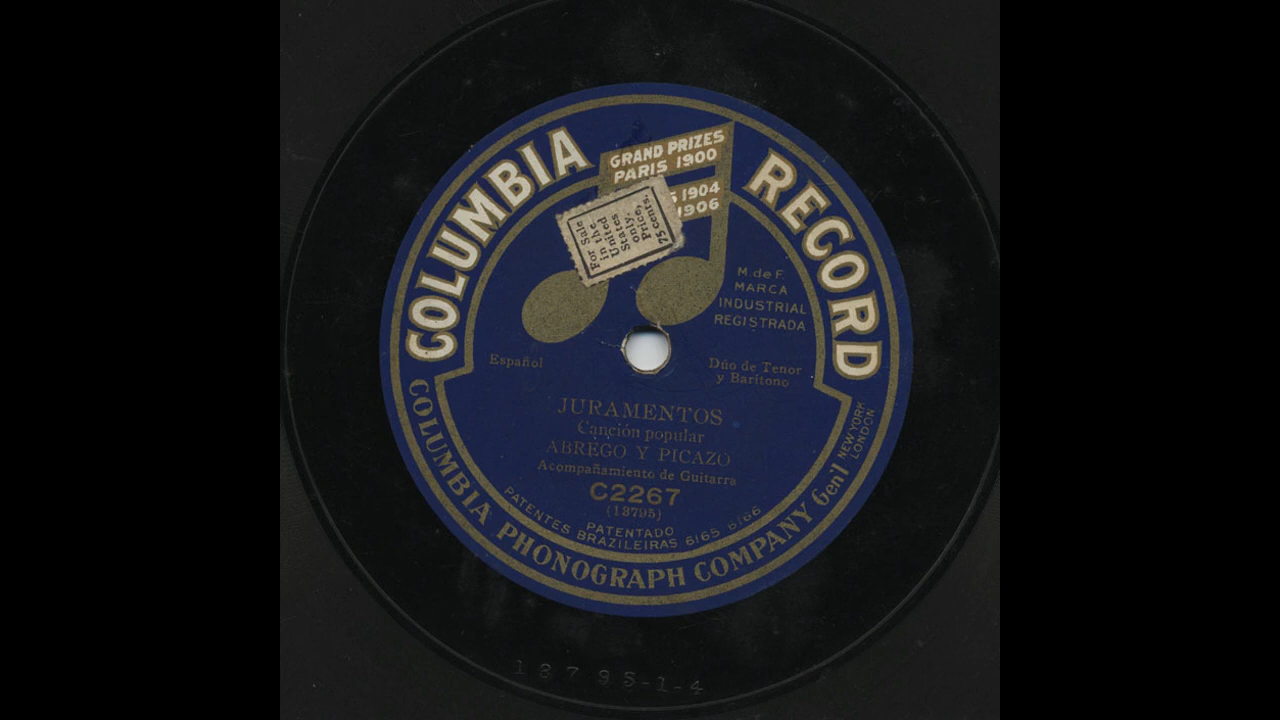 COLUMBIA RECORD
GRAND PRIZES
PARIS 1900
1904
1906
For Sale
in the
United
States
only.
Price,
25 cents.
M. de F.
MARCA
INDUSTRIAL
REGISTRADA
Español
Dúo de Tenor
y Barítono
JURAMENTOS
Canción popular
ABREGO Y PICAZO
Acompañamiento de Guitarra
C2267
(13795)
PATENTADO
PATENTES BRAZILEIRAS 6165 6166
COLUMBIA PHONOGRAPH COMPANY Gen'l
NEW YORK
LONDON
13795-1-4